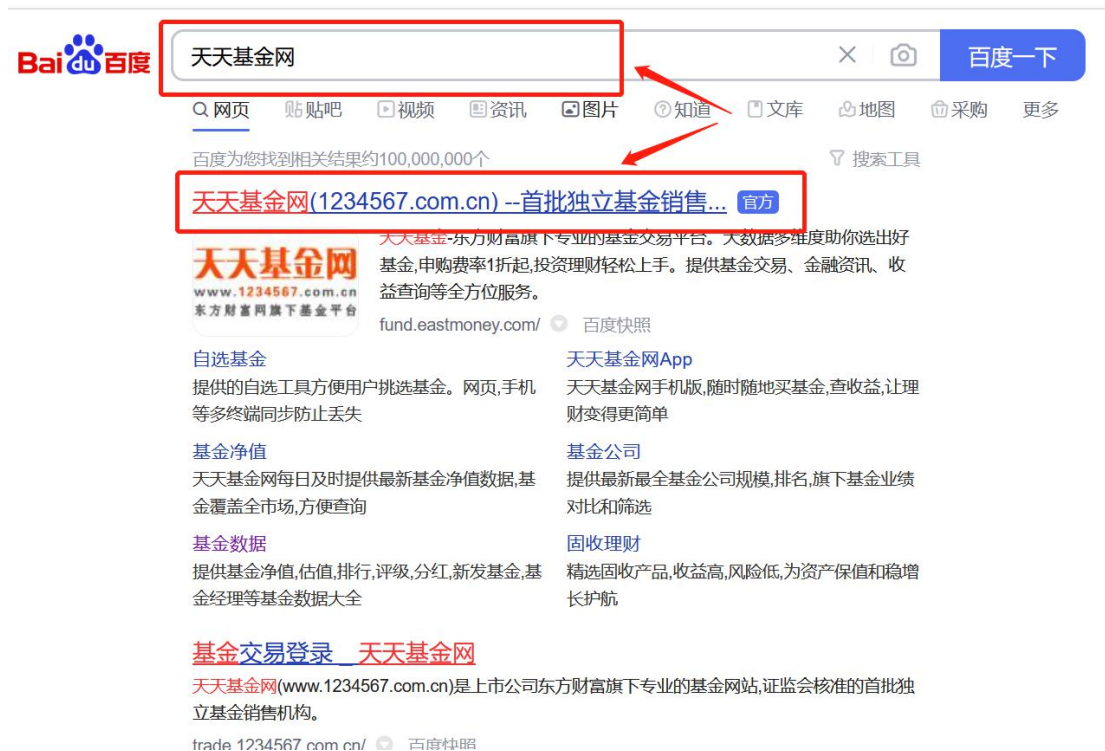 Bai du 百度
天天基金网
百度一下
网页 贴吧 视频 资讯 图片 知道 文库 地图 采购 更多
百度为您找到相关结果约100,000,000个
搜索工具
天天基金网(1234567.com.cn) --首批独立基金销售... 官方
天天基金网
www.1234567.com.cn
东方财富网旗下基金平台
天天基金-东方财富旗下专业的基金交易平台。大数据多维度助你选出好
基金,申购费率1折起,投资理财轻松上手。提供基金交易、金融资讯、收
益查询等全方位服务。
fund.eastmoney.com/ 百度快照
自选基金
提供的自选工具方便用户挑选基金。网页,手机
等多终端同步防止丢失
天天基金网App
天天基金网手机版,随时随地买基金,查收益,让理
财变得更简单
基金净值
天天基金网每日及时提供最新基金净值数据,基
金覆盖全市场,方便查询
基金公司
提供最新最全基金公司规模,排名,旗下基金业绩
对比和筛选
基金数据
提供基金净值,估值,排行,评级,分红,新发基金,基
金经理等基金数据大全
固收理财
精选固收产品,收益高,风险低,为资产保值和稳增
长护航
基金交易登录 _ 天天基金网
天天基金网(www.1234567.com.cn)是上市公司东方财富旗下专业的基金网站,证监会核准的首批独
立基金销售机构。
trade.1234567.com.cn/ 百度快照